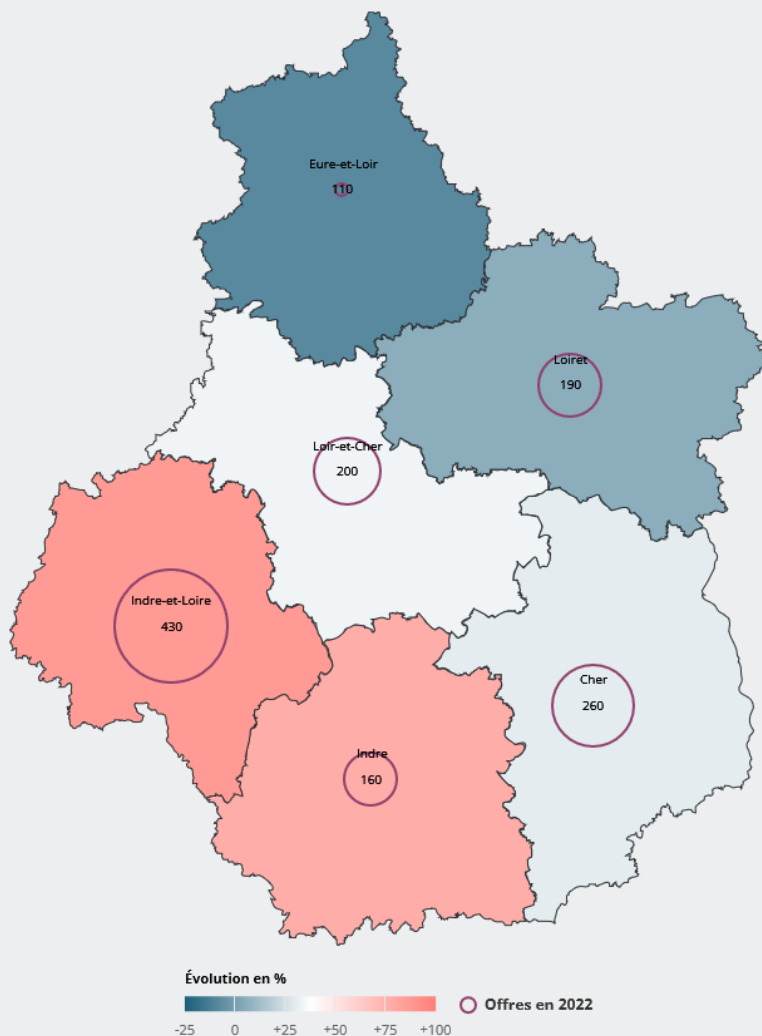 Eure-et-Loir
110
Loiret
190
Loir-et-Cher
200
Indre-et-Loire
430
Cher
260
Indre
160
Évolution en %
Offres en 2022
-25 0 +25 +50 +75 +100